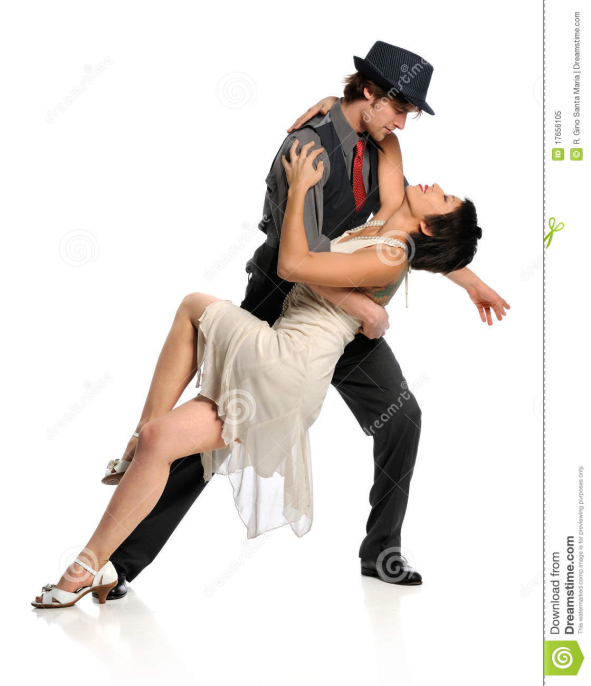 dreamstime
ID 17656105
© R. Gino Santa Maria | Dreamstime.com
Download from
Dreamstime.com
This watermarked comp image is for previewing purposes only.